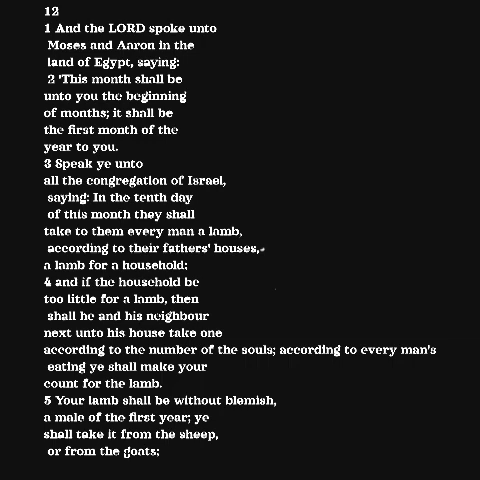 12
1 And the LORD spoke unto
Moses and Aaron in the
land of Egypt, saying:
2 'This month shall be
unto you the beginning
of months; it shall be
the first month of the
year to you.
3 Speak ye unto
all the congregation of Israel,
saying: In the tenth day
of this month they shall
take to them every man a lamb,
according to their fathers' houses,
a lamb for a household;
4 and if the household be
too little for a lamb, then
shall he and his neighbour
next unto his house take one
according to the number of the souls; according to every man's
eating ye shall make your
count for the lamb.
5 Your lamb shall be without blemish,
a male of the first year; ye
shall take it from the sheep,
or from the goats;